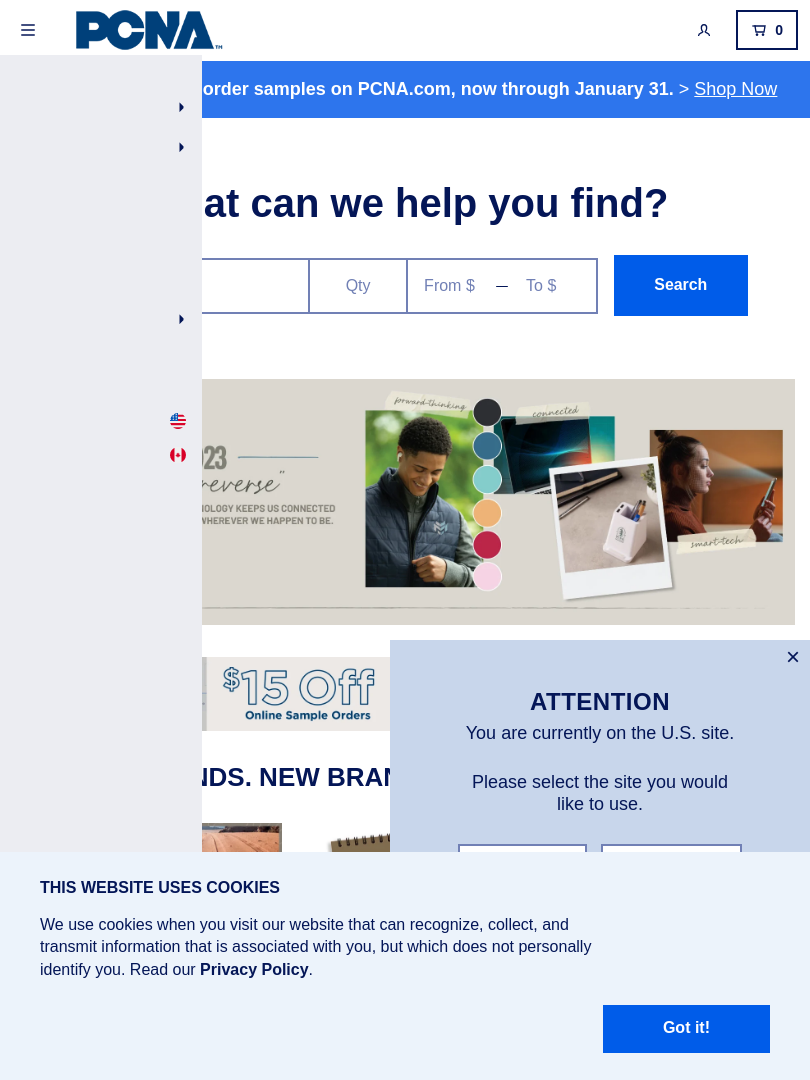 PCNA™
0
order samples on PCNA.com, now through January 31. > Shop Now
at can we help you find?
Qty
From $
To $
Search
forward-thinking
connected
smart-tech
reverse"
NOLOGY KEEPS US CONNECTED
WHEREVER WE HAPPEN TO BE.
$15 Off
Online Sample Orders
NDS. NEW BRAN
ATTENTION
You are currently on the U.S. site.
Please select the site you would
like to use.
THIS WEBSITE USES COOKIES
We use cookies when you visit our website that can recognize, collect, and
transmit information that is associated with you, but which does not personally
identify you. Read our Privacy Policy.
Got it!